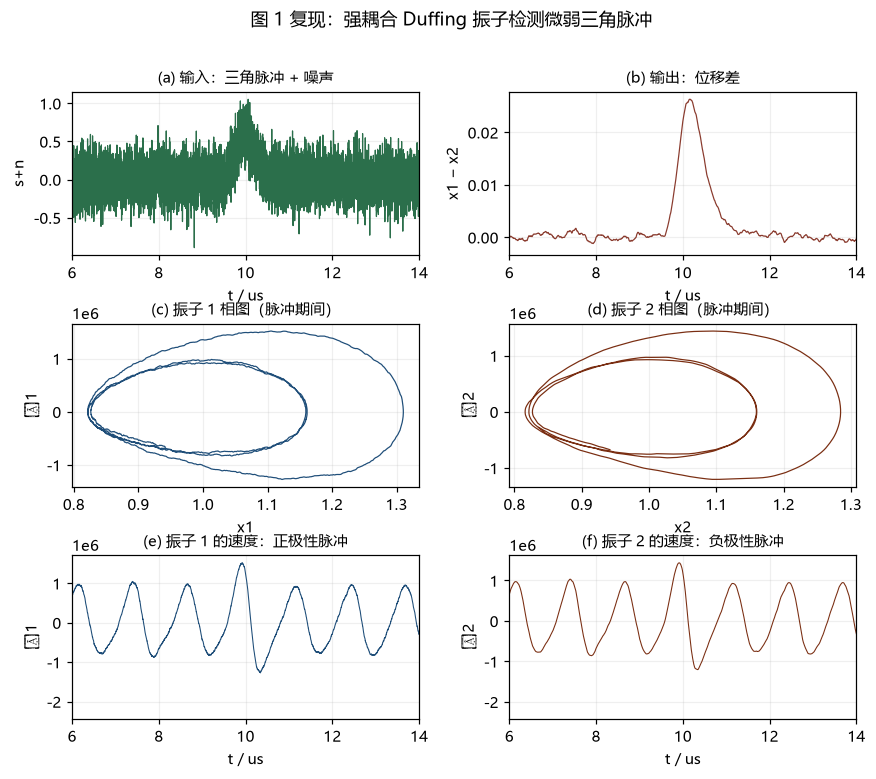 图 1 复现：强耦合 Duffing 振子检测微弱三角脉冲
(a) 输入：三角脉冲 + 噪声
s+n
1.0
0.5
0.0
-0.5
6 8 10 12 14
t / us
(b) 输出：位移差
x1 − x2
0.02
0.01
0.00
6 8 10 12 14
t / us
(c) 振子 1 相图（脉冲期间）
1e6
1
0
-1
0.8 0.9 1.0 1.1 1.2 1.3
x1
(d) 振子 2 相图（脉冲期间）
1e6
1
0
-1
0.8 0.9 1.0 1.1 1.2 1.3
x2
(e) 振子 1 的速度：正极性脉冲
1e6
1
0
-1
-2
6 8 10 12 14
t / us
(f) 振子 2 的速度：负极性脉冲
1e6
1
0
-1
-2
6 8 10 12 14
t / us